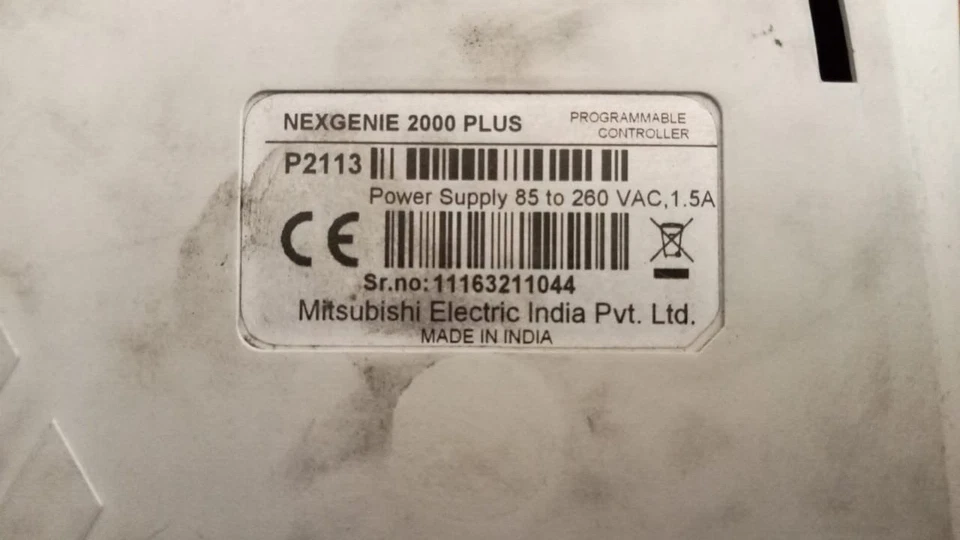 NEXGENIE 2000 PLUS
PROGRAMMABLE
CONTROLLER
P2113
Power Supply 85 to 260 VAC,1.5A
CE
Sr.no:11163211044
Mitsubishi Electric India Pvt. Ltd.
MADE IN INDIA